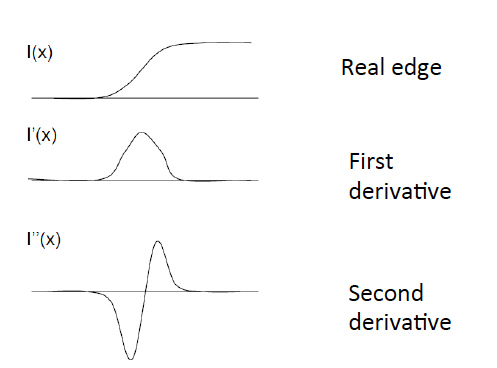 I(x)
Real edge
I'(x)
First
derivative
I''(x)
Second
derivative